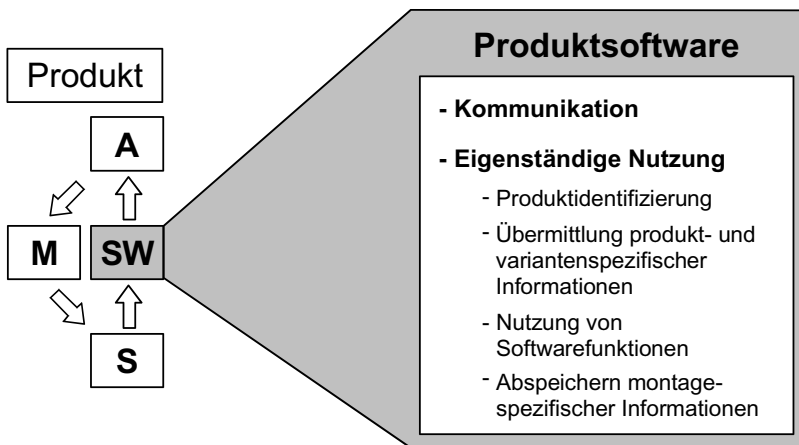 Produkt
A
M
SW
S
Produktsoftware
- Kommunikation
- Eigenständige Nutzung
- Produktidentifizierung
- Übermittlung produkt- und
variantenspezifischer
Informationen
- Nutzung von
Softwarefunktionen
- Abspeichern montage-
spezifischer Informationen